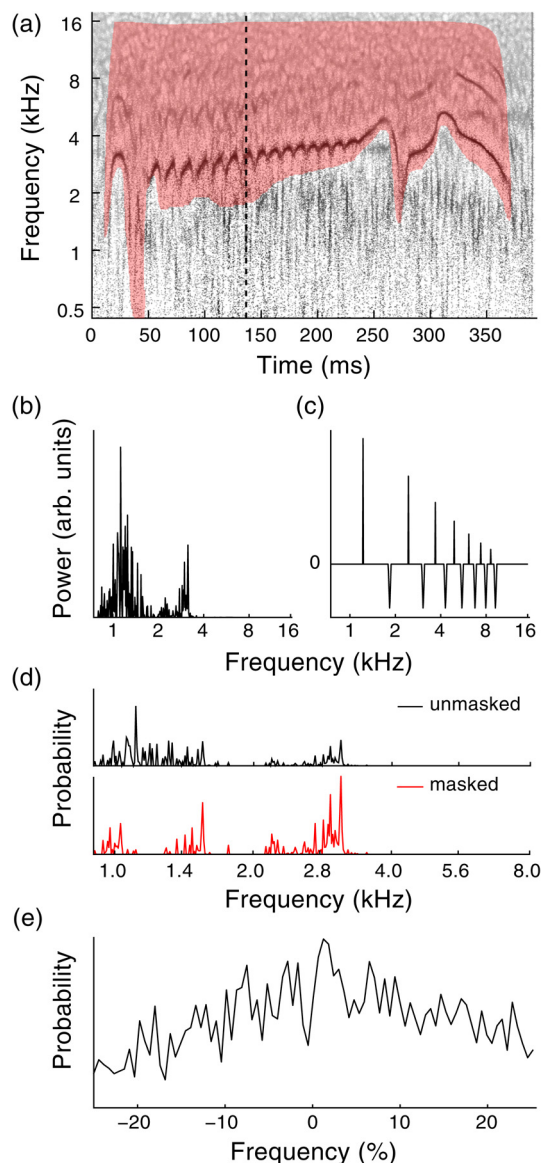 (a)
16
8
4
2
1
0.5
Frequency (kHz)
0 50 100 150 200 250 300 350
Time (ms)
(b)
(c)
Power (arb. units)
0
1 2 4 8 16
1 2 4 8 16
Frequency (kHz)
(d)
unmasked
masked
Probability
1.0 1.4 2.0 2.8 4.0 5.6 8.0
Frequency (kHz)
(e)
Probability
−20 −10 0 10 20
Frequency (%)